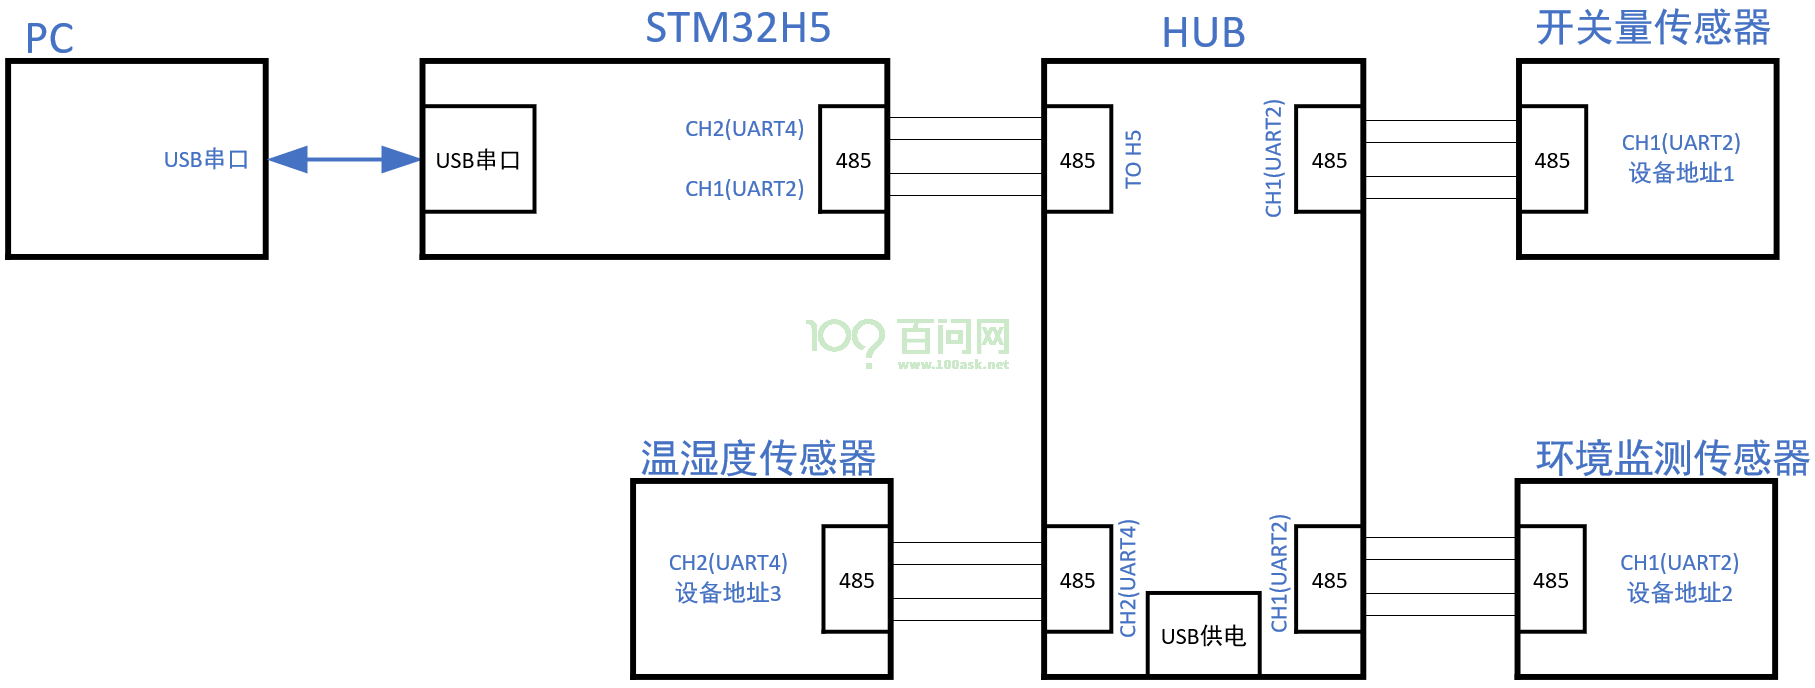 PC
STM32H5
HUB
开关量传感器
USB串口
USB串口
CH2(UART4)
CH1(UART2)
485
485
TO H5
CH1(UART2)
485
485
CH1(UART2)
设备地址1
100?
百问网
www.100ask.net
温湿度传感器
环境监测传感器
CH2(UART4)
设备地址3
485
485
CH2(UART4)
USB供电
CH1(UART2)
485
485
CH1(UART2)
设备地址2